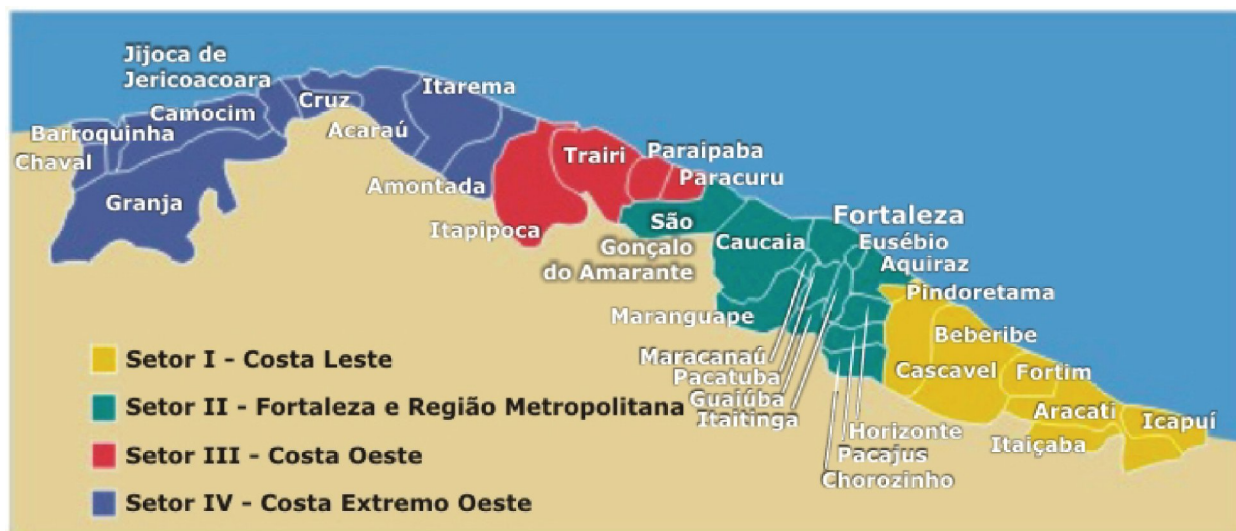 Jijoca de
Jericoacoara
Cruz
Itarema
Camocim
Barroquinha
Acaraú
Chaval
Trairi
Paraipaba
Paracuru
Granja
Amontada
Itapipoca
São
Gonçalo
do Amarante
Caucaia
Fortaleza
Eusébio
Aquiraz
Pindoretama
Maranguape
Beberibe
Maracanaú
Pacatuba
Guaiúba
Itaitinga
Cascavel
Fortim
Aracati
Icapuí
Itaiçaba
Horizonte
Pacajus
Chorozinho
Setor I - Costa Leste
Setor II - Fortaleza e Região Metropolitana
Setor III - Costa Oeste
Setor IV - Costa Extremo Oeste